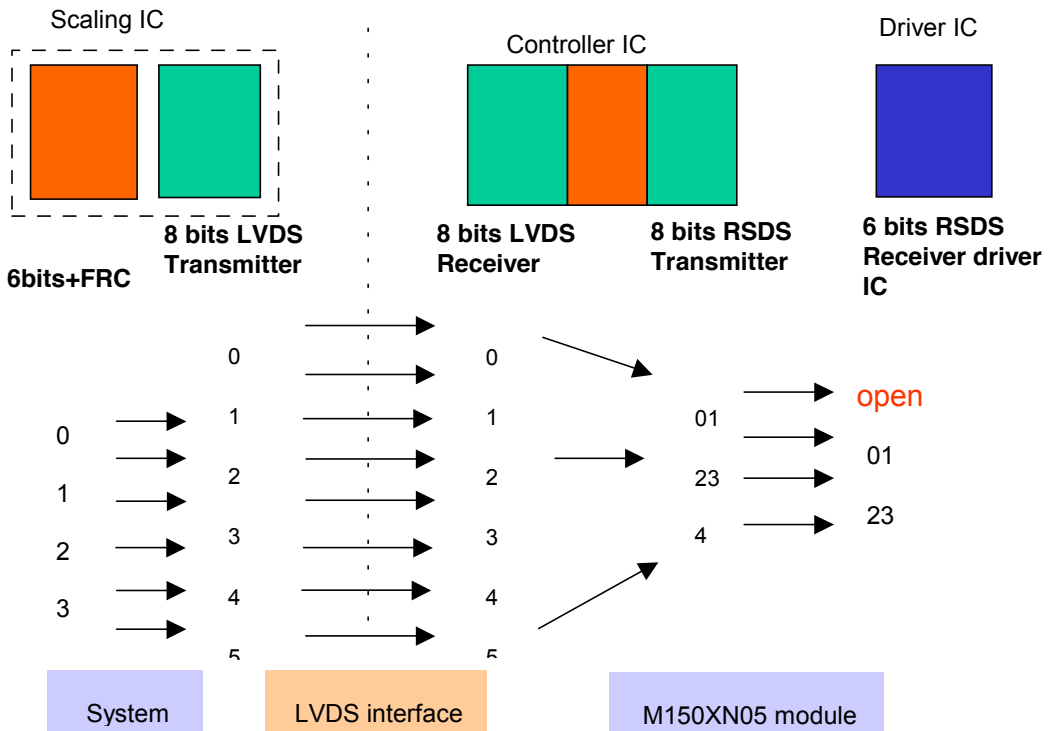 Scaling IC
Controller IC
Driver IC
6bits+FRC
8 bits LVDS
Transmitter
8 bits LVDS
Receiver
8 bits RSDS
Transmitter
6 bits RSDS
Receiver driver
IC
0
1
2
3
0
1
2
3
4
5
0
1
2
3
4
5
01
23
4
open
01
23
System
LVDS interface
M150XN05 module